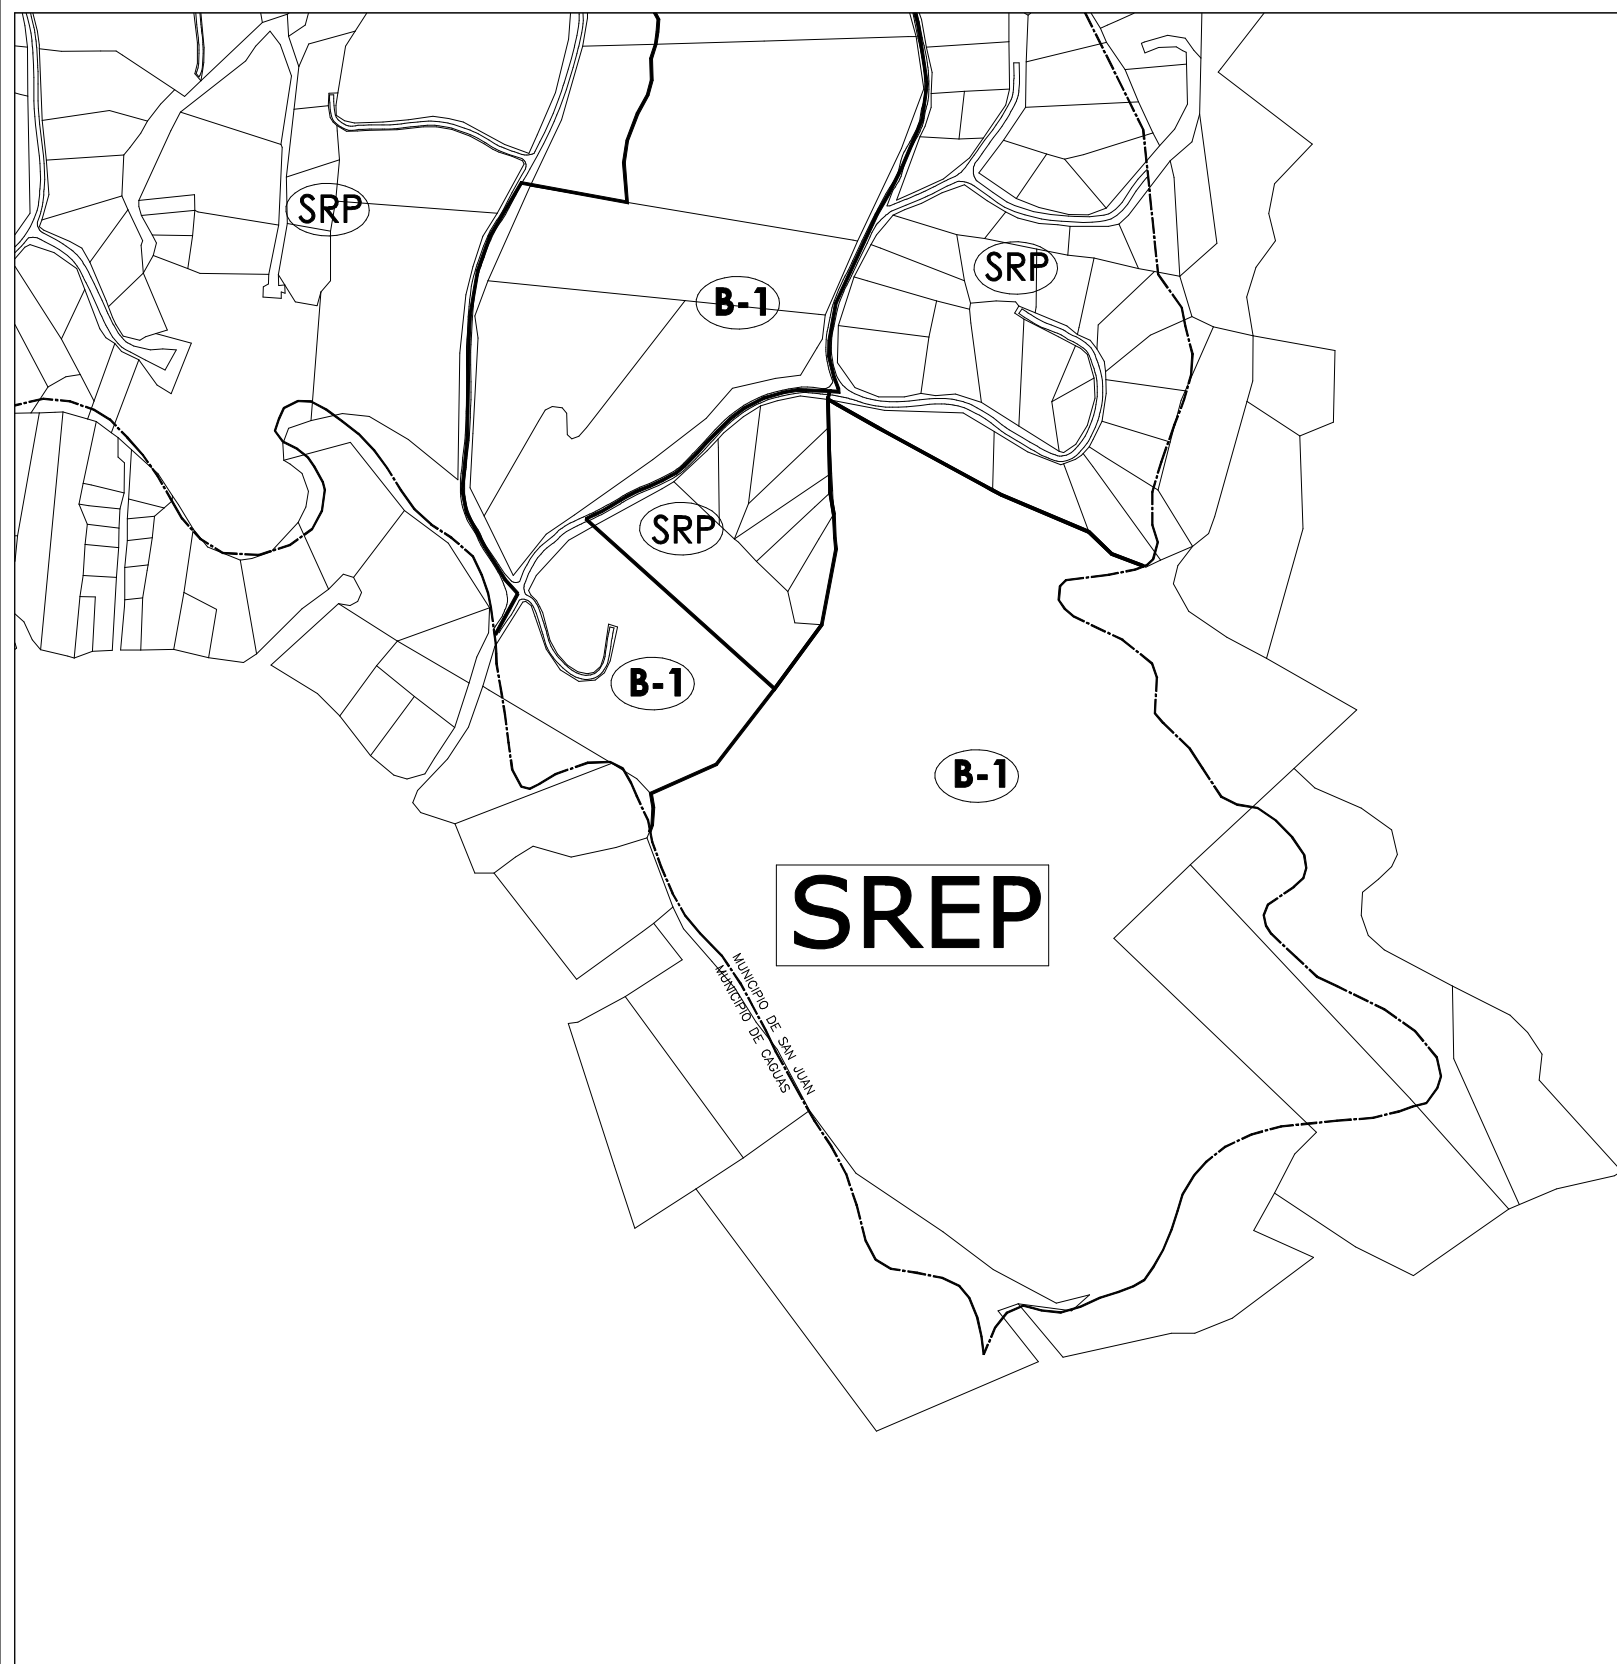 SRP
SRP
B-1
SRP
B-1
B-1
SREP
MUNICIPIO DE SAN JUAN
MUNICIPIO DE CAGUAS